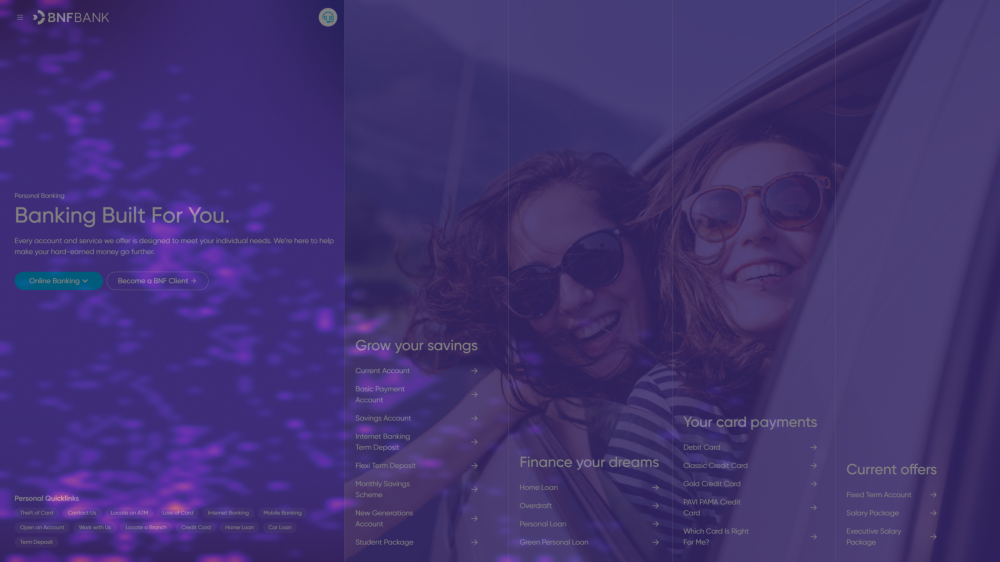 BNFBANK
Personal Banking
Banking Built For You.
Every account and service we offer is designed to meet your individual needs. We're here to help
make your hard-earned money go further.
Online Banking
Become a BNF Client →
Personal Quicklinks
Theft of Card
Contact Us
Locate an ATM
Loss of Card
Internet Banking
Mobile Banking
Open an Account
Work with Us
Locate a Branch
Credit Card
Home Loan
Car Loan
Term Deposit
Grow your savings
Current Account →
Basic Payment
Account →
Savings Account →
Internet Banking
Term Deposit →
Flexi Term Deposit →
Monthly Savings
Scheme →
New Generations
Account →
Student Package →
Finance your dreams
Home Loan →
Overdraft →
Personal Loan →
Green Personal Loan →
Your card payments
Debit Card →
Classic Credit Card →
Gold Credit Card →
PAVI PAMA Credit
Card →
Which Card Is Right
For Me? →
Current offers
Fixed Term Account →
Salary Package →
Executive Salary
Package →